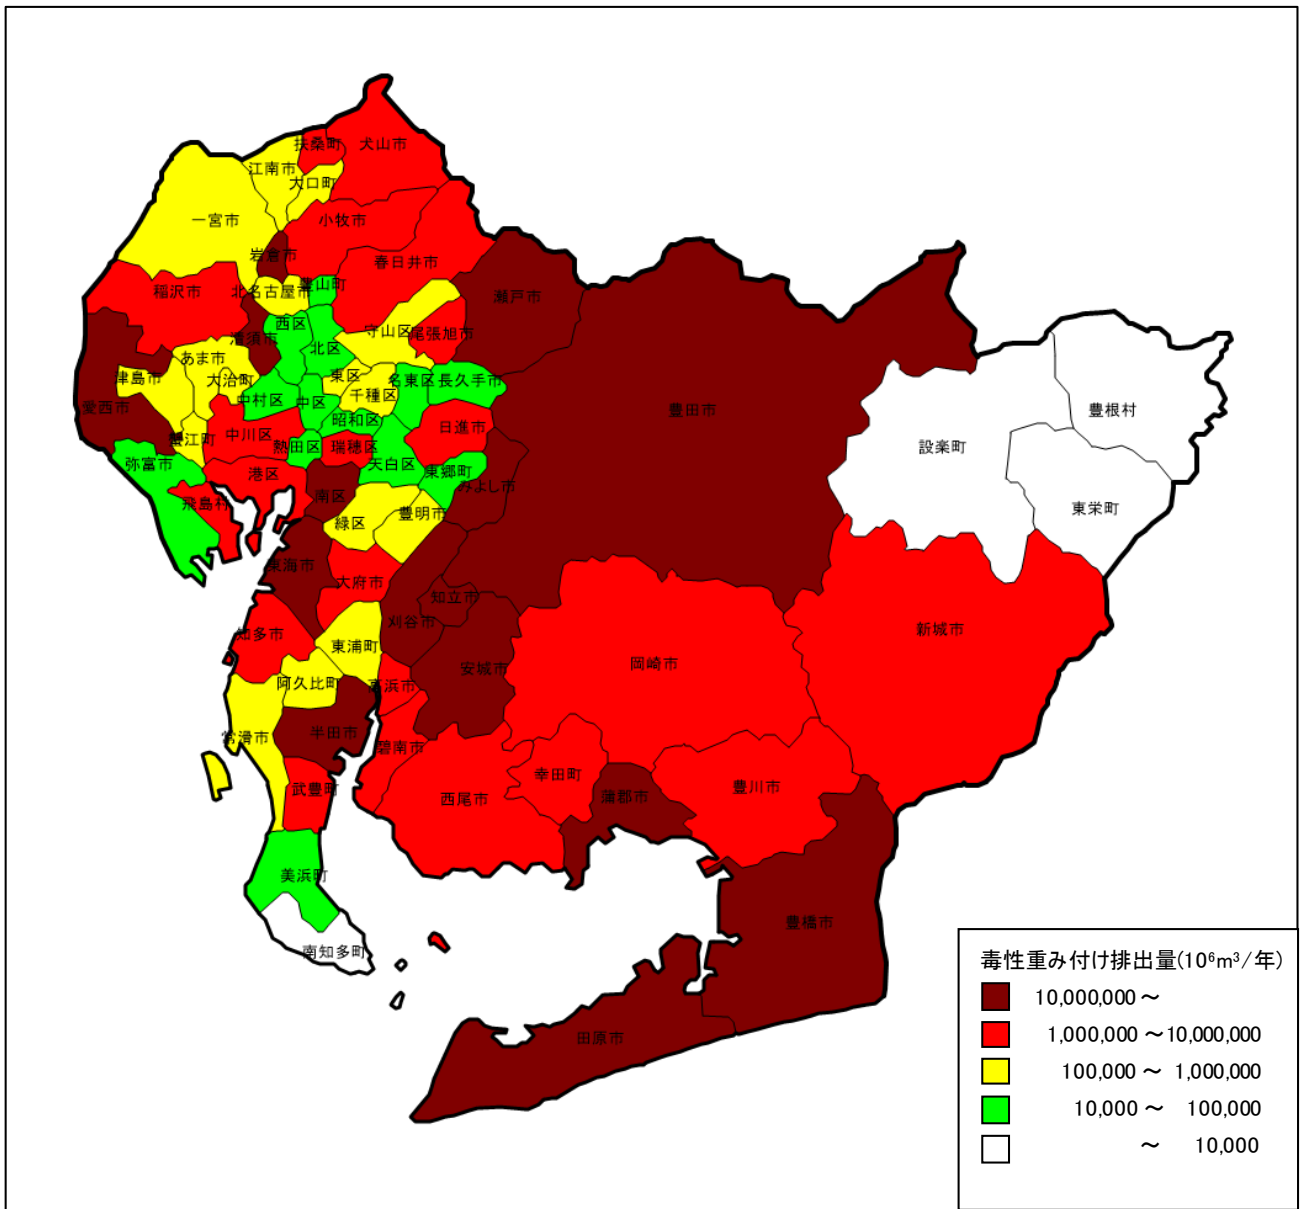 扶桑町
犬山市
江南市
大口町
一宮市
小牧市
岩倉市
春日井市
豊山町
稲沢市
北名古屋市
瀬戸市
西区
守山区
尾張旭市
清須市
北区
あま市
東区
津島市
大治町
名東区
長久手市
千種区
中村区
中区
愛西市
豊田市
豊根村
昭和区
日進市
蟹江町
中川区
熱田区
瑞穂区
設楽町
弥富市
天白区
港区
東郷町
みよし市
南区
飛島村
東栄町
緑区
豊明市
東海市
大府市
知立市
刈谷市
新城市
知多市
東浦町
岡崎市
安城市
阿久比町
高浜市
半田市
常滑市
碧南市
幸田町
武豊町
豊川市
西尾市
蒲郡市
美浜町
豊橋市
南知多町
田原市
毒性重み付け排出量(10⁶m³/年)
10,000,000～
1,000,000～10,000,000
100,000～ 1,000,000
10,000～ 100,000
～ 10,000